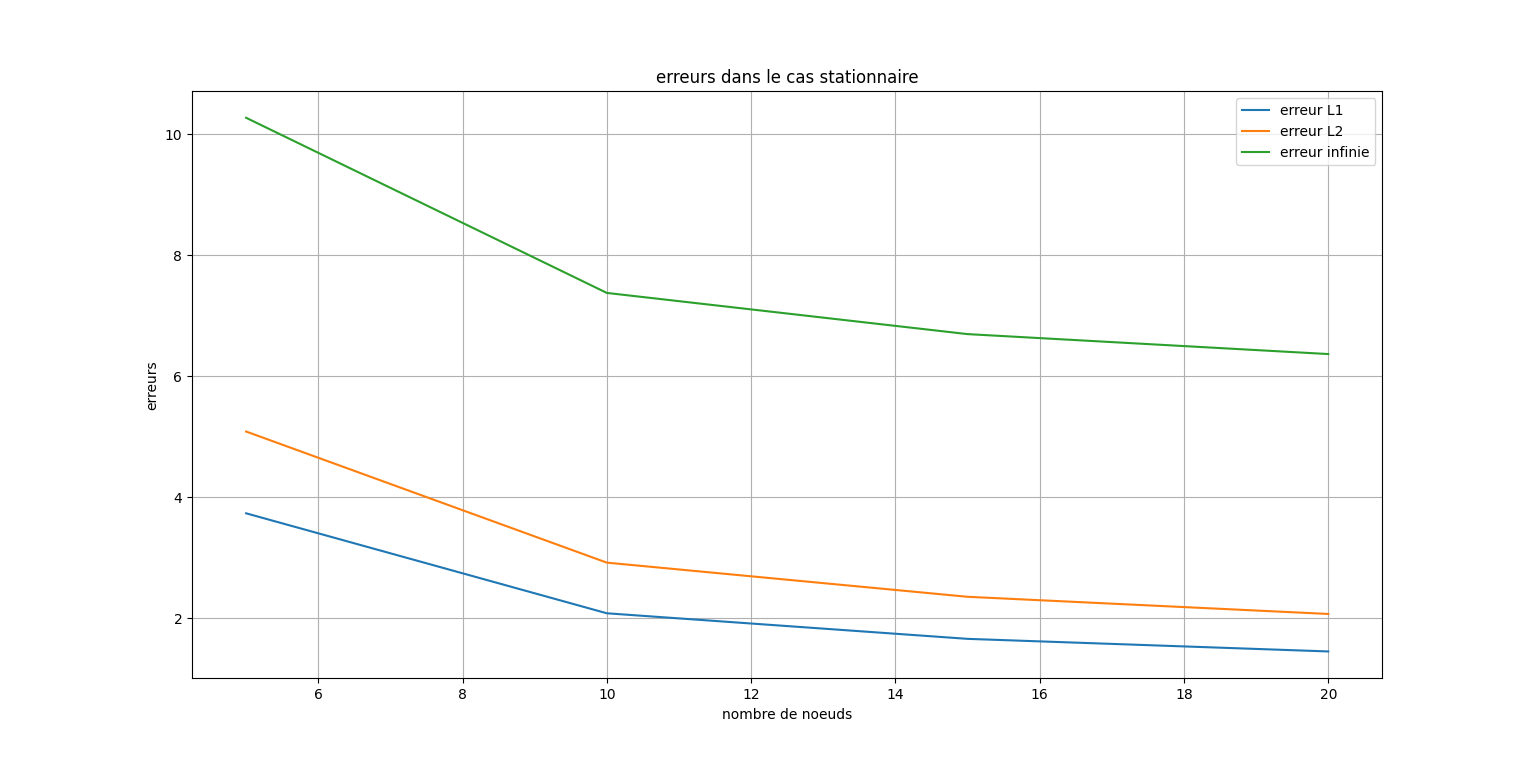 erreurs dans le cas stationnaire
erreur L1
erreur L2
erreur infinie
10
8
6
4
2
erreurs
6 8 10 12 14 16 18 20
nombre de noeuds